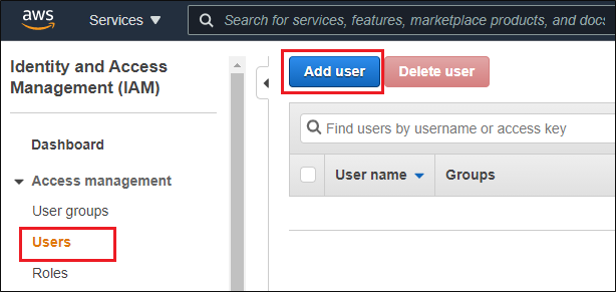 aws
Services
Search for services, features, marketplace products, and docs
Identity and Access
Management (IAM)
Dashboard
Access management
User groups
Users
Roles
Add user
Delete user
Find users by username or access key
User name
Groups